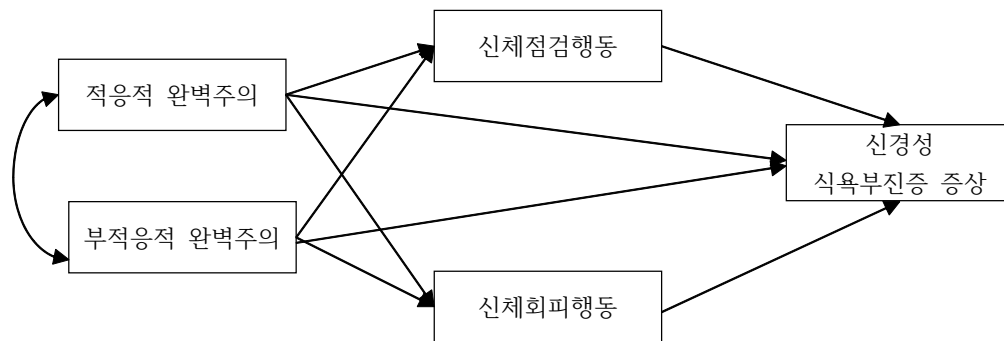 신체점검행동
적응적 완벽주의
신경성
식욕부진증 증상
부적응적 완벽주의
신체회피행동